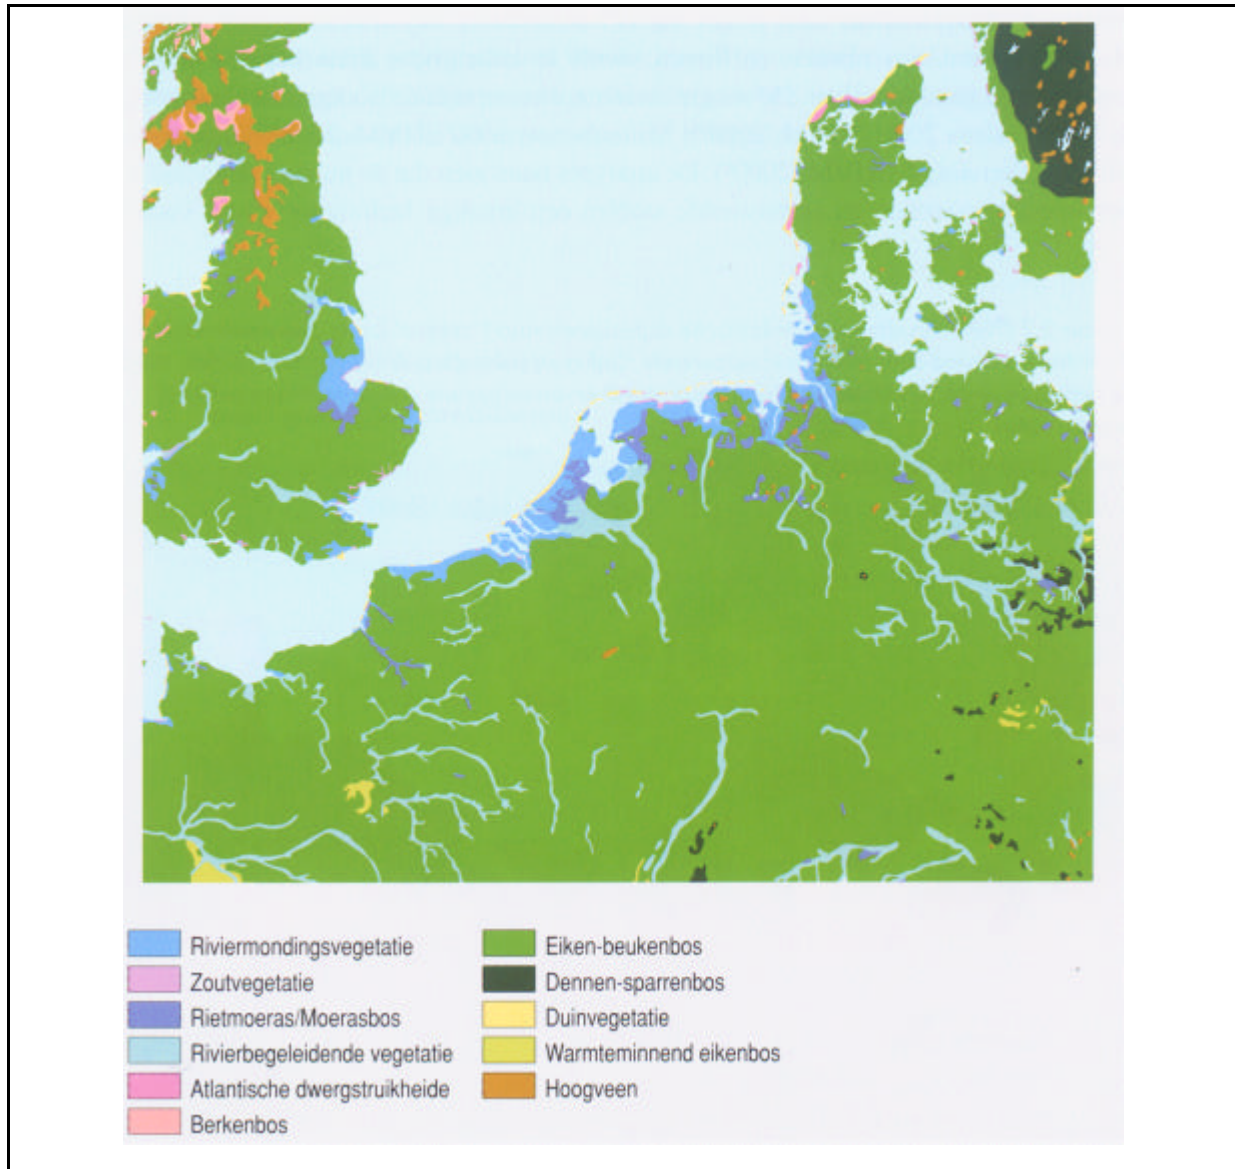 Riviermondingsvegetatie
Zoutvegetatie
Rietmoeras/Moerasbos
Rivierbegeleidende vegetatie
Atlantische dwergstruikheide
Berkenbos
Eiken-beukenbos
Dennen-sparrenbos
Duinvegetatie
Warmteminnend eikenbos
Hoogveen